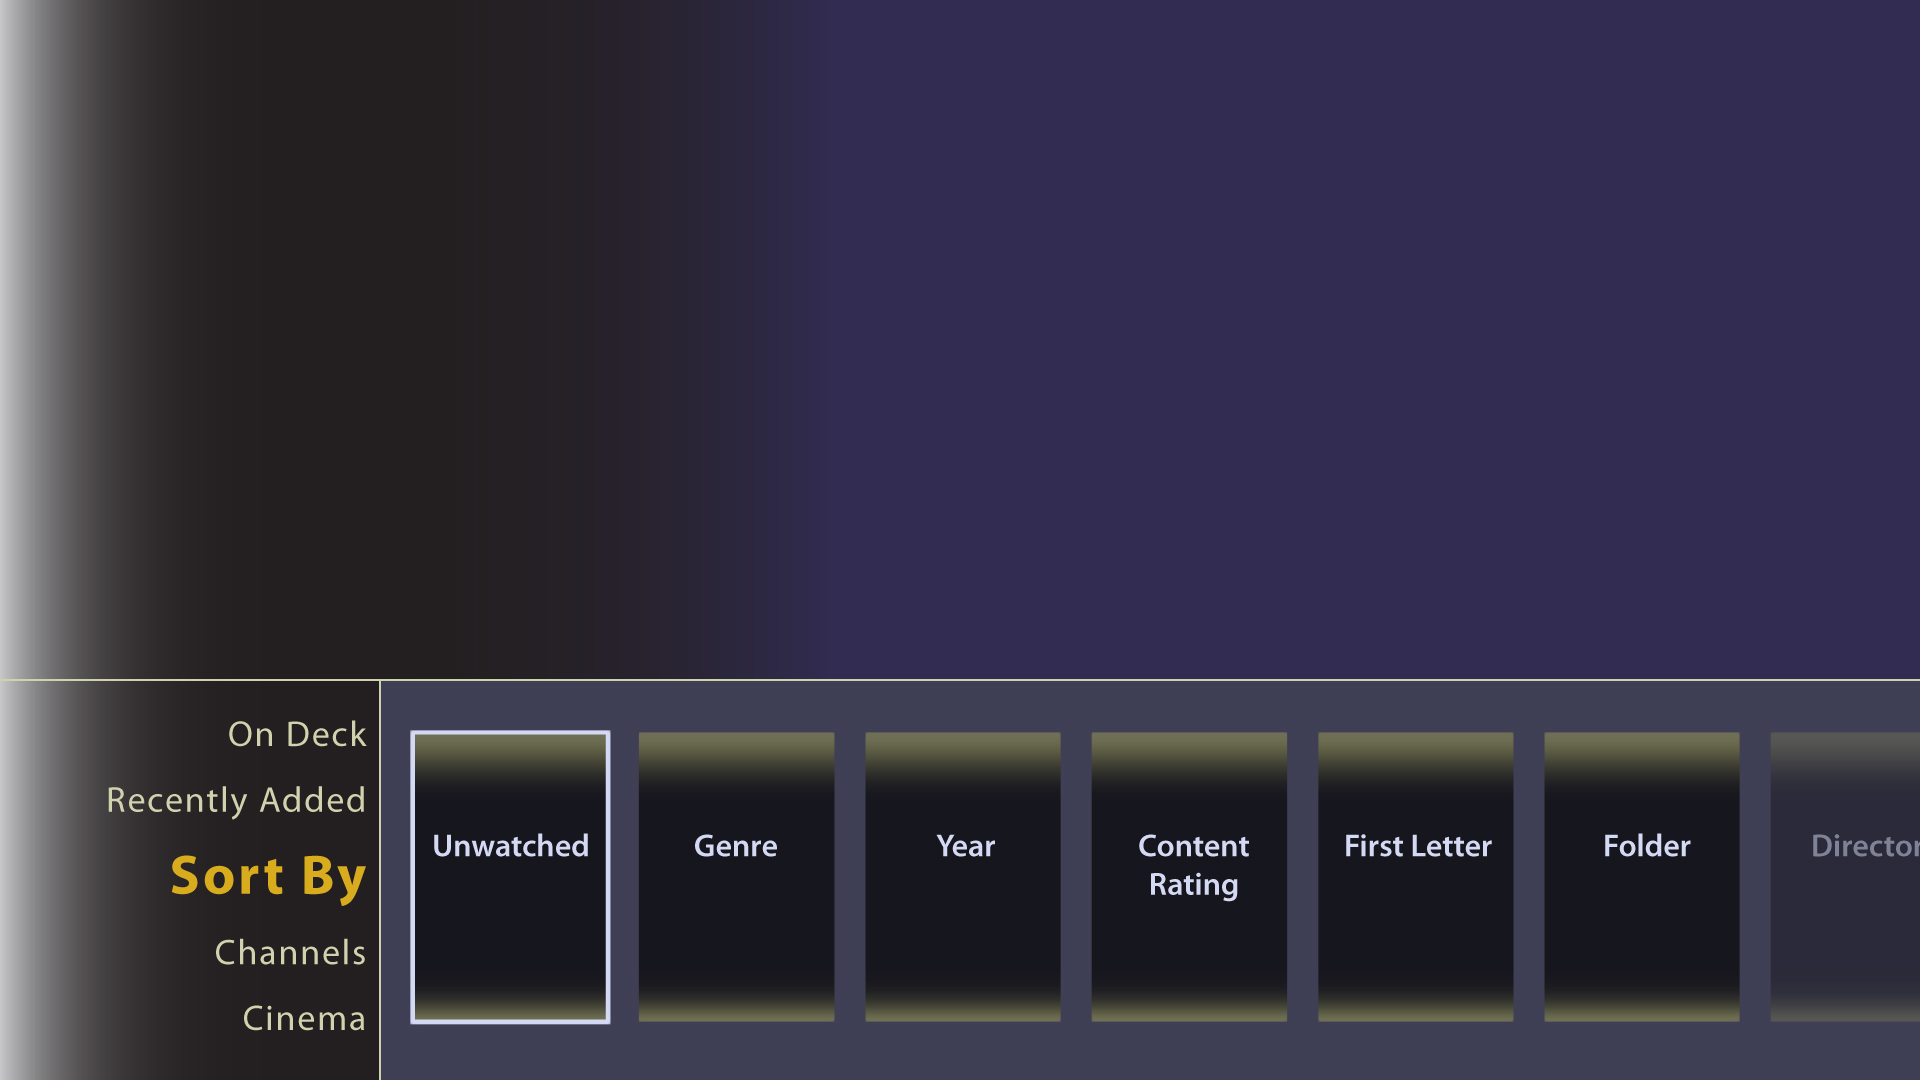 On Deck
Recently Added
Sort By
Channels
Cinema
Unwatched
Genre
Year
Content
Rating
First Letter
Folder
Director